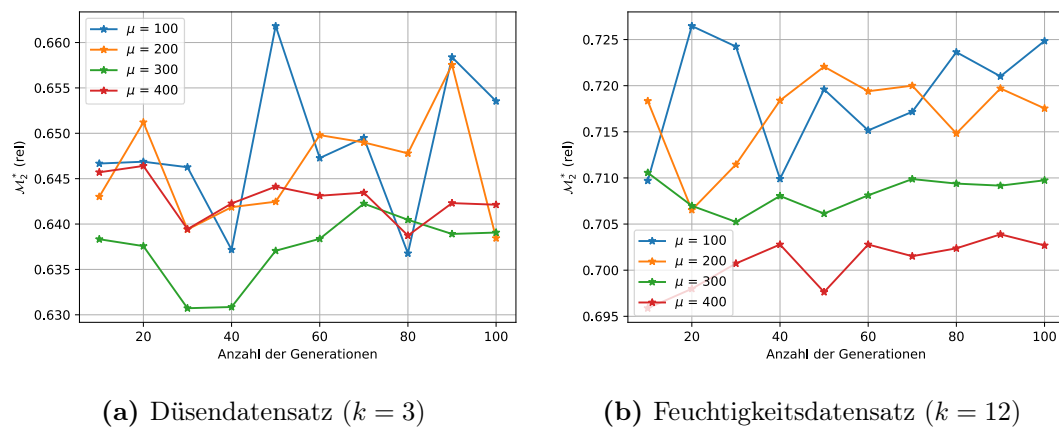 μ = 100
μ = 200
μ = 300
μ = 400
0.660
0.655
0.650
0.645
0.640
0.635
0.630
ℳ₂* (rel)
20
40
60
80
100
Anzahl der Generationen
(a) Düsendatensatz (k = 3)
0.725
0.720
0.715
0.710
0.705
0.700
0.695
ℳ₂* (rel)
μ = 100
μ = 200
μ = 300
μ = 400
20
40
60
80
100
Anzahl der Generationen
(b) Feuchtigkeitsdatensatz (k = 12)